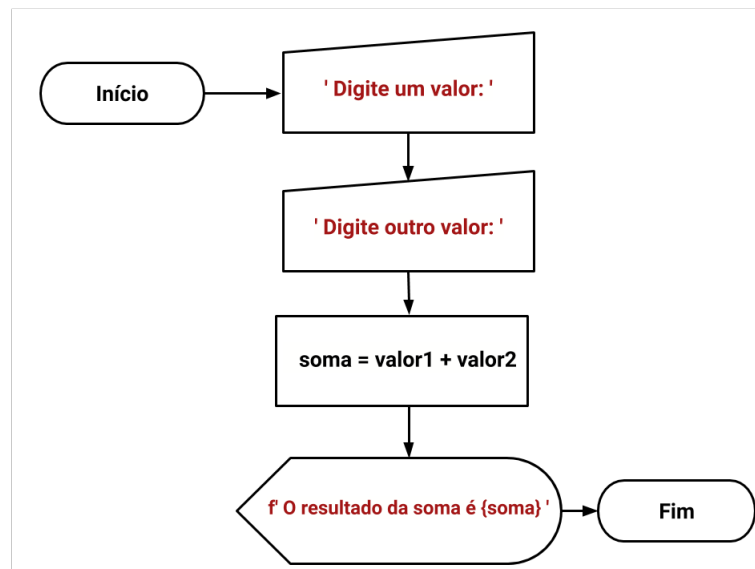 Início
' Digite um valor: '
' Digite outro valor: '
soma = valor1 + valor2
f' O resultado da soma é {soma} '
Fim